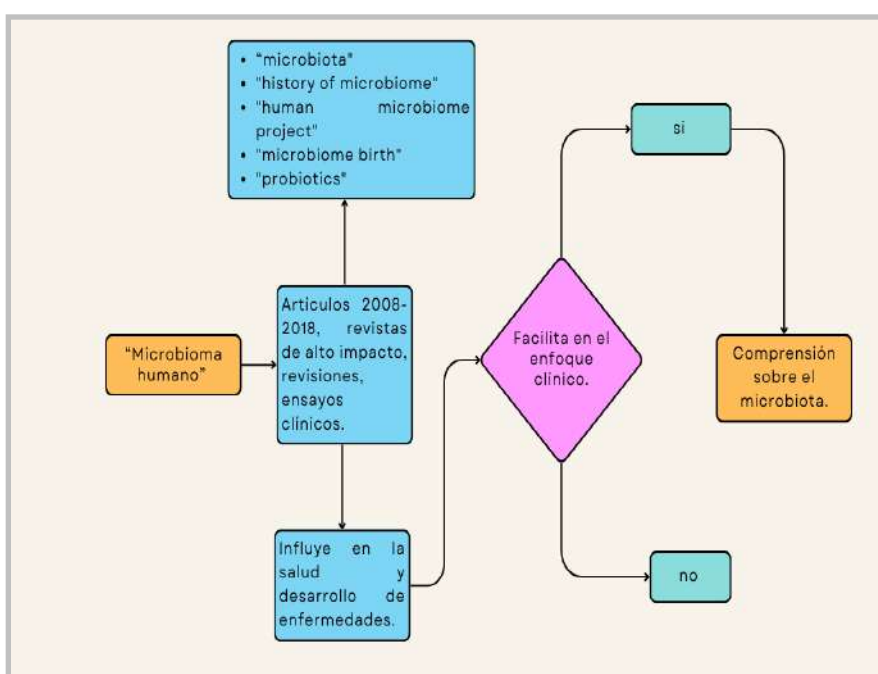 • "microbiota"
• "history of microbiome"
• "human microbiome
project"
• "microbiome birth"
• "probiotics"
"Microbioma
humano"
Articulos 2008-
2018, revistas
de alto impacto,
revisiones,
ensayos
clínicos.
Influye en la
salud y
desarrollo de
enfermedades.
Facilita en el
enfoque
clínico.
si
Comprensión
sobre el
microbiota.
no